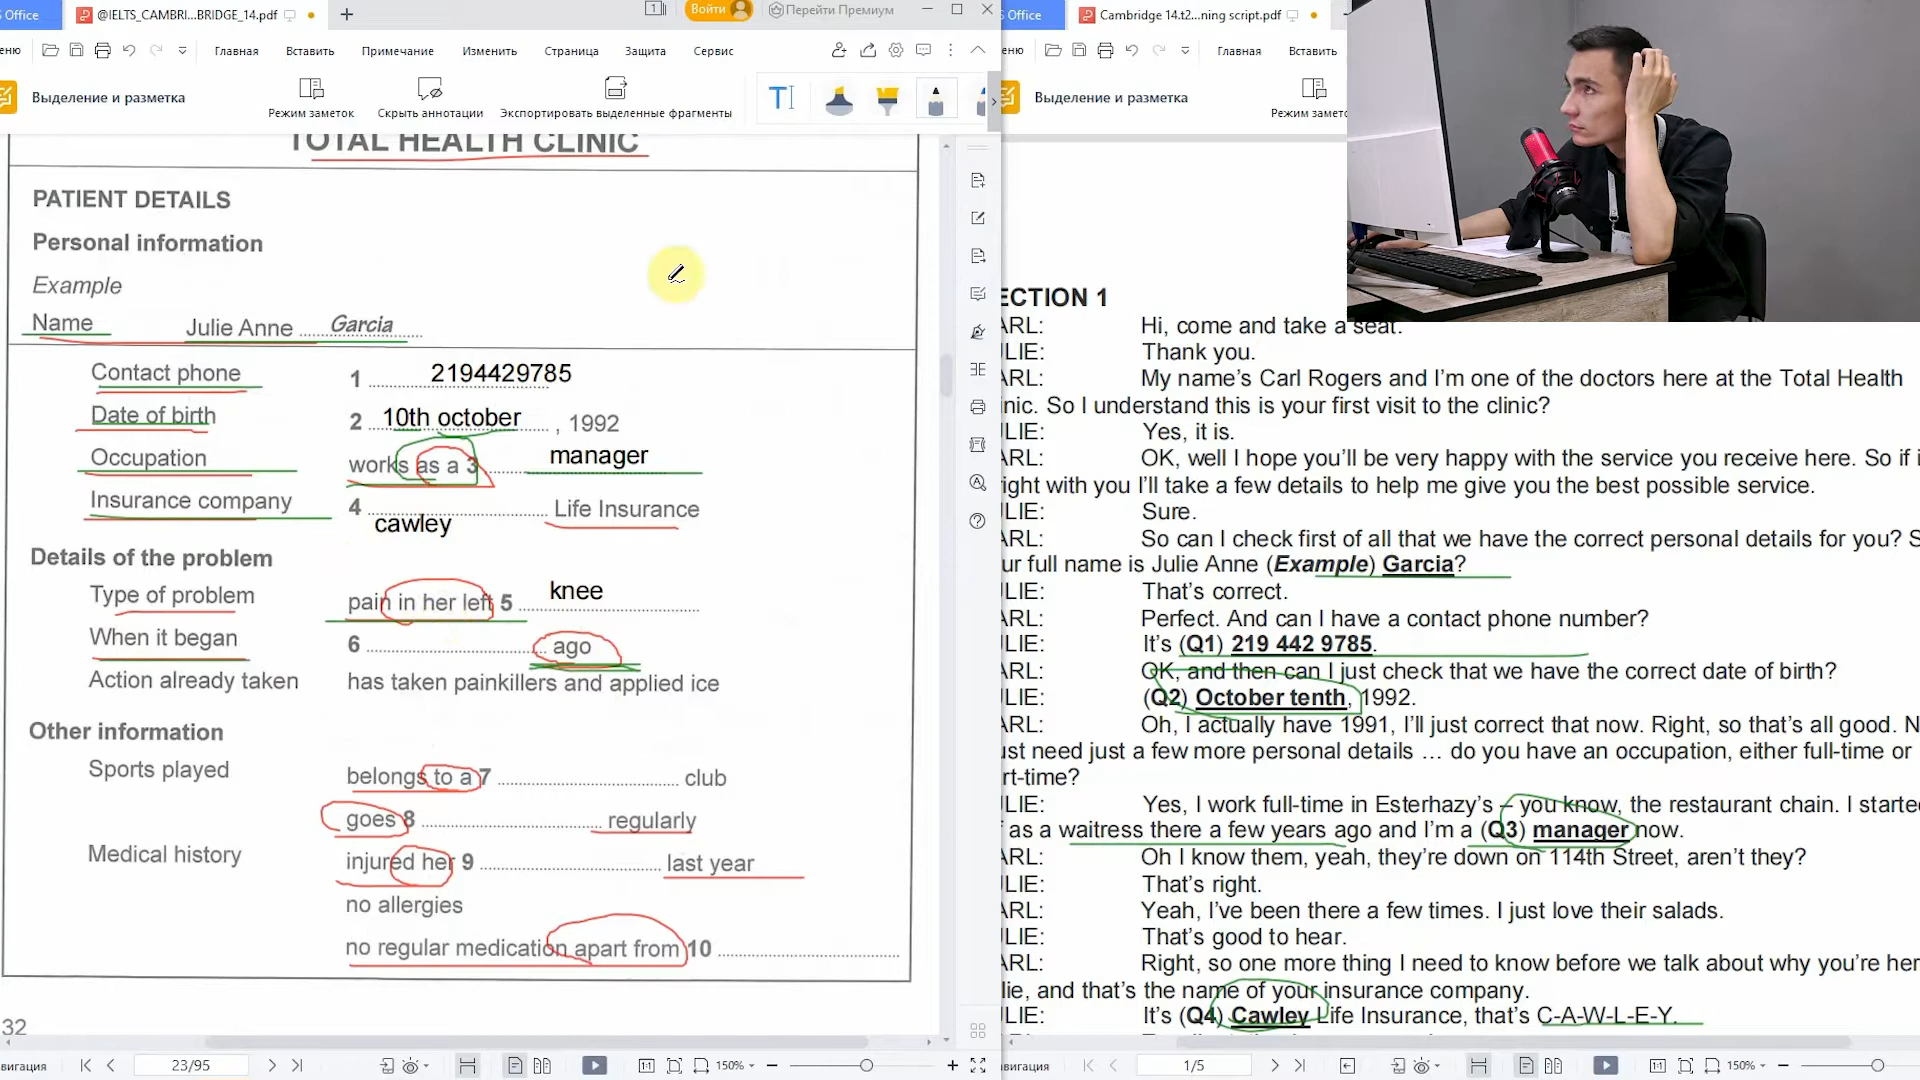 Office
@IELTS_CAMBRI...BRIDGE_14.pdf
1
Войти
Перейти Премиум
Office
Cambridge 14.t2...ning script.pdf
еню
Главная
Вставить
Примечание
Изменить
Страница
Защита
Сервис
еню
Главная
Вставить
Выделение и разметка
Режим заметок
Скрыть аннотации
Экспортировать выделенные фрагменты
Выделение и разметка
TOTAL HEALTH CLINIC
PATIENT DETAILS
Personal information
Example
Name Julie Anne Garcia
Contact phone 1 2194429785
Date of birth 2 10th october , 1992
Occupation works as a 3 manager
Insurance company 4 cawley Life Insurance
Details of the problem
Type of problem pain in her left 5 knee
When it began 6 ago
Action already taken has taken painkillers and applied ice
Other information
Sports played belongs to a 7 club
goes 8 regularly
Medical history injured her 9 last year
no allergies
no regular medication apart from 10
32
ECTION 1
ARL: Hi, come and take a seat.
LIE: Thank you.
ARL: My name's Carl Rogers and I'm one of the doctors here at the Total Health
nic. So I understand this is your first visit to the clinic?
LIE: Yes, it is.
ARL: OK, well I hope you'll be very happy with the service you receive here. So if i
ight with you I'll take a few details to help me give you the best possible service.
LIE: Sure.
ARL: So can I check first of all that we have the correct personal details for you? S
ur full name is Julie Anne (Example) Garcia?
LIE: That's correct.
ARL: Perfect. And can I have a contact phone number?
LIE: It's (Q1) 219 442 9785.
ARL: OK, and then can I just check that we have the correct date of birth?
LIE: (Q2) October tenth, 1992.
ARL: Oh, I actually have 1991, I'll just correct that now. Right, so that's all good. N
ust need just a few more personal details … do you have an occupation, either full-time or
rt-time?
LIE: Yes, I work full-time in Esterhazy's – you know, the restaurant chain. I starte
f as a waitress there a few years ago and I'm a (Q3) manager now.
ARL: Oh I know them, yeah, they're down on 114th Street, aren't they?
LIE: That's right.
ARL: Yeah, I've been there a few times. I just love their salads.
LIE: That's good to hear.
ARL: Right, so one more thing I need to know before we talk about why you're her
lie, and that's the name of your insurance company.
LIE: It's (Q4) Cawley Life Insurance, that's C-A-W-L-E-Y.
вигация
23/95
150%
вигация
1/5
150%